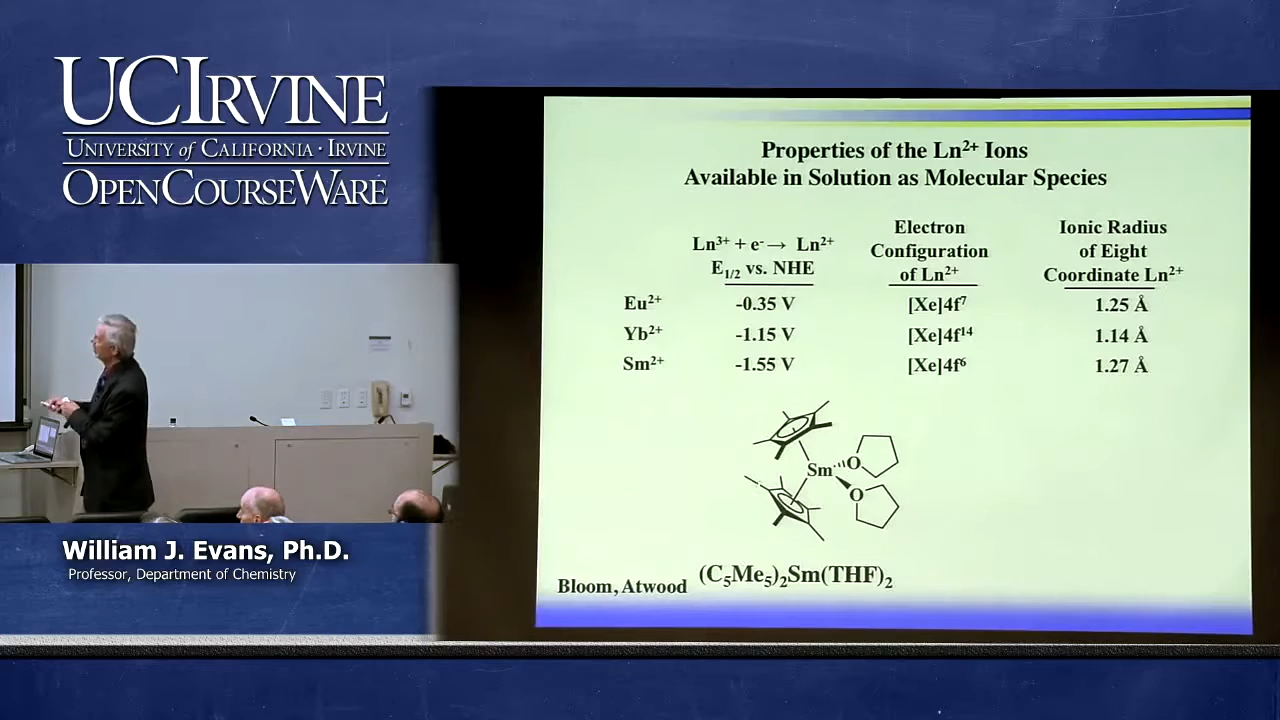 UCIRVINE
UNIVERSITY of CALIFORNIA · IRVINE
OPENCOURSEWARE
William J. Evans, Ph.D.
Professor, Department of Chemistry
Properties of the Ln²⁺ Ions
Available in Solution as Molecular Species
Ln³⁺ + e⁻ → Ln²⁺
E₁/₂ vs. NHE
Electron
Configuration
of Ln²⁺
Ionic Radius
of Eight
Coordinate Ln²⁺
Eu²⁺ -0.35 V [Xe]4f⁷ 1.25 Å
Yb²⁺ -1.15 V [Xe]4f¹⁴ 1.14 Å
Sm²⁺ -1.55 V [Xe]4f⁶ 1.27 Å
Sm
O
O
Bloom, Atwood (C₅Me₅)₂Sm(THF)₂